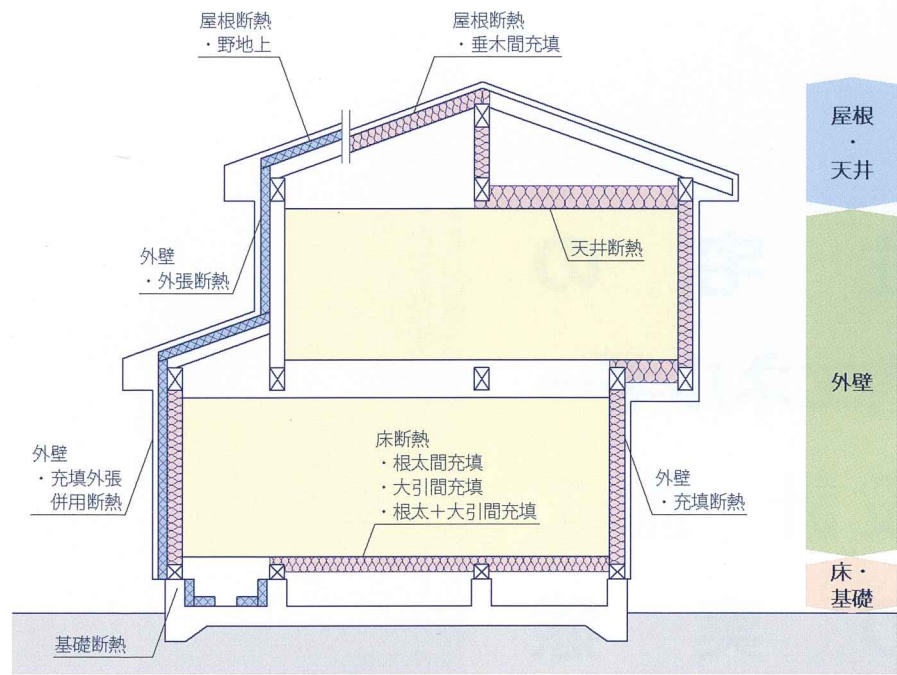 屋根断熱
・野地上
屋根断熱
・垂木間充填
屋根
・
天井
天井断熱
外壁
・外張断熱
外壁
床断熱
・根太間充填
・大引間充填
・根太＋大引間充填
外壁
・充填外張
併用断熱
外壁
・充填断熱
床・
基礎
基礎断熱